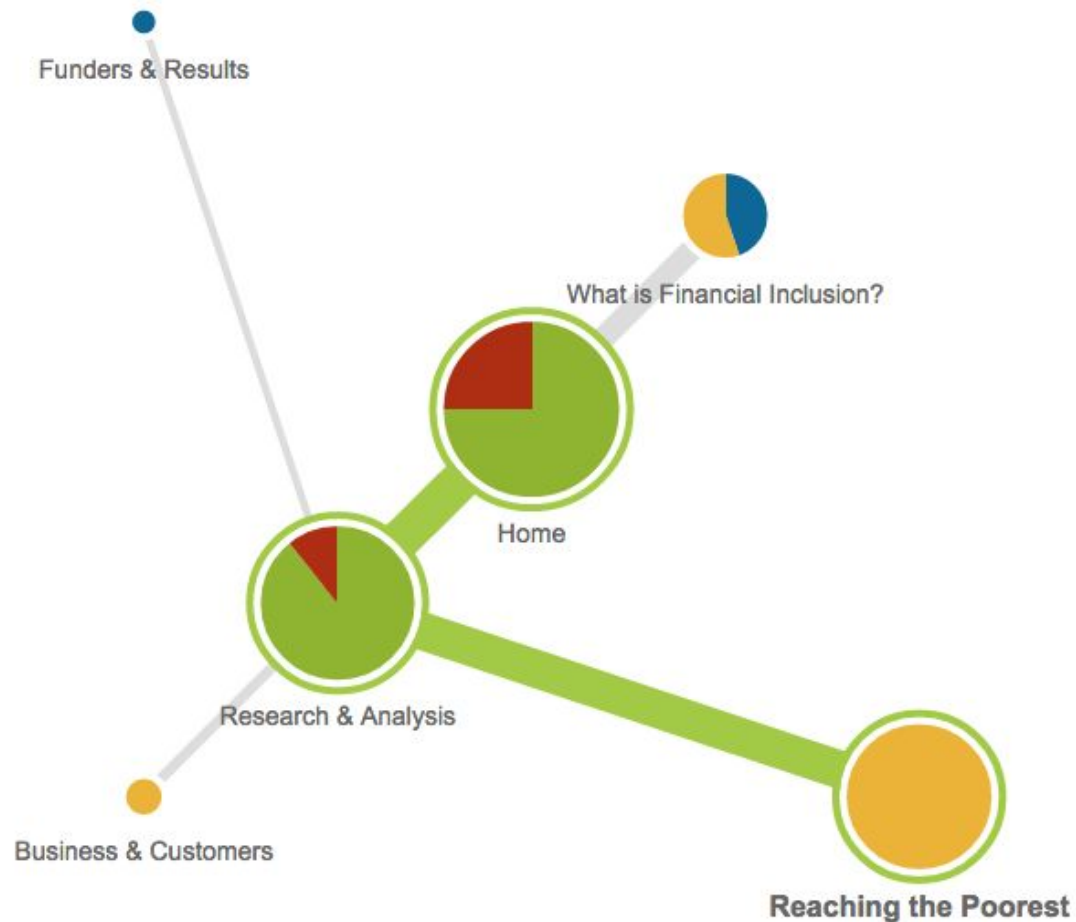 Funders & Results
What is Financial Inclusion?
Home
Research & Analysis
Business & Customers
Reaching the Poorest